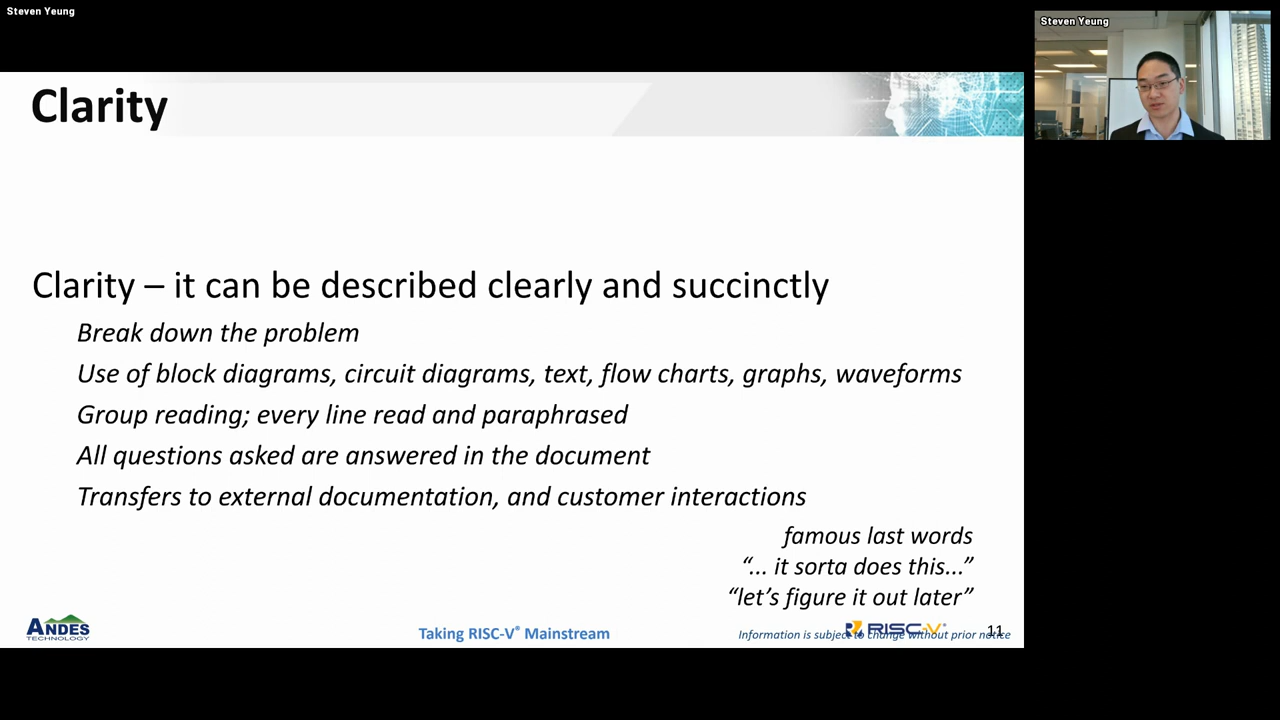 Steven Yeung
Steven Yeung
Clarity
Clarity – it can be described clearly and succinctly
Break down the problem
Use of block diagrams, circuit diagrams, text, flow charts, graphs, waveforms
Group reading; every line read and paraphrased
All questions asked are answered in the document
Transfers to external documentation, and customer interactions
famous last words
“... it sorta does this...”
“let’s figure it out later”
ANDES
TECHNOLOGY
Taking RISC-V® Mainstream
RISC-V®
Information is subject to change without prior notice
11